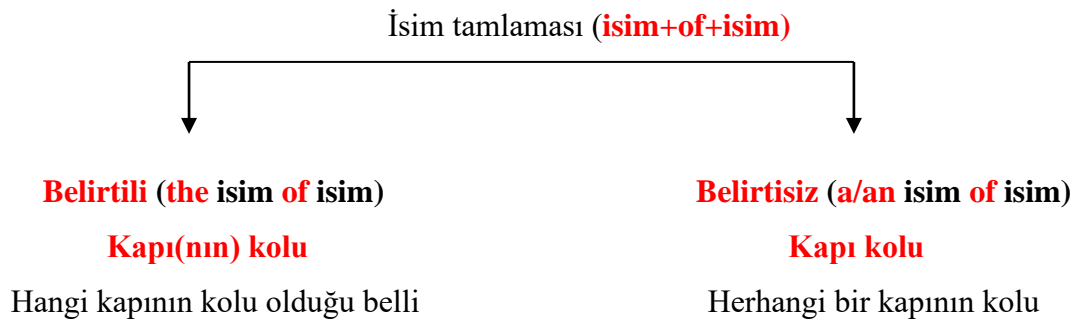 İsim tamlaması (isim+of+isim)
Belirtili (the isim of isim)
Belirtisiz (a/an isim of isim)
Kapı(nın) kolu
Kapı kolu
Hangi kapının kolu olduğu belli
Herhangi bir kapının kolu